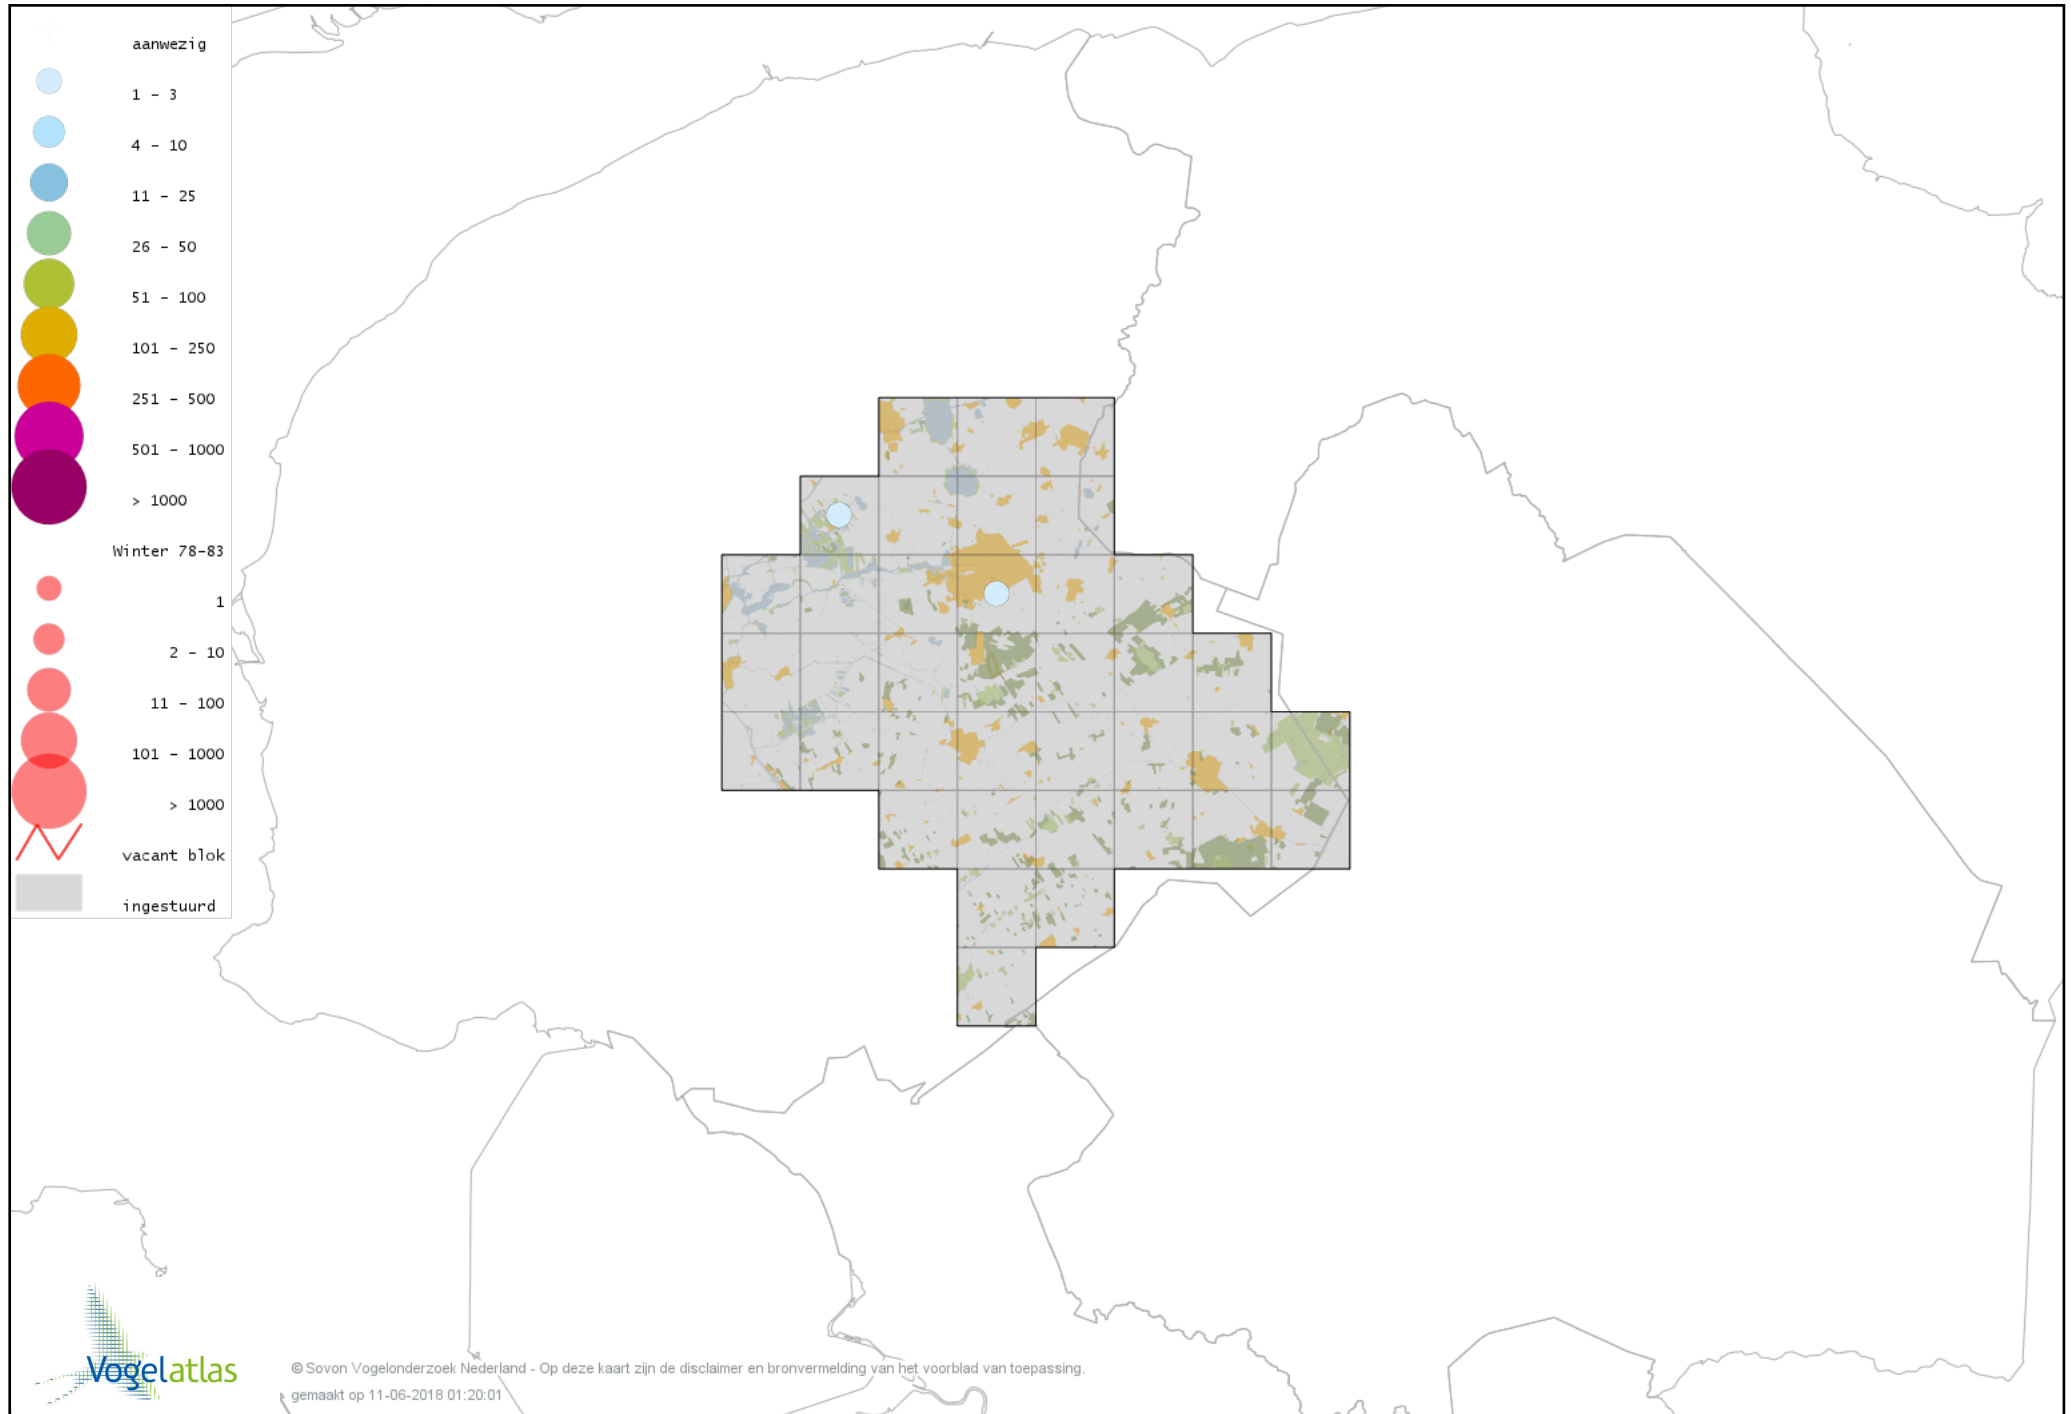 aanwezig
1 - 3
4 - 10
11 - 25
26 - 50
51 - 100
101 - 250
251 - 500
501 - 1000
> 1000
Winter 78-83
1
2 - 10
11 - 100
101 - 1000
> 1000
vacant blok
ingestuurd
Vogelatlas
© Sovon Vogelonderzoek Nederland - Op deze kaart zijn de disclaimer en bronvermelding van het voorblad van toepassing.
gemaakt op 11-06-2018 01:20:01